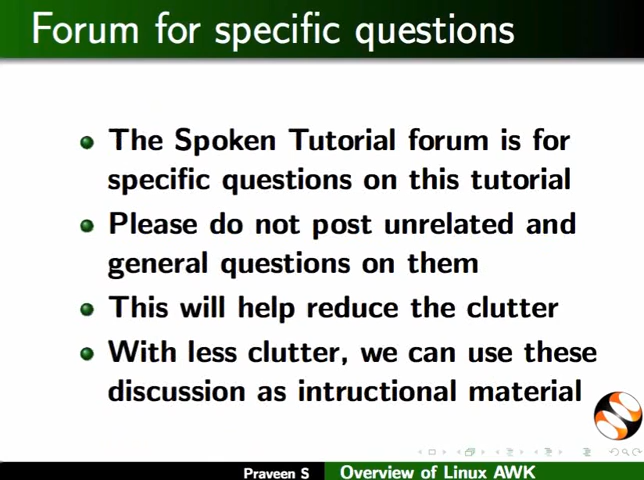 Forum for specific questions
The Spoken Tutorial forum is for
specific questions on this tutorial
Please do not post unrelated and
general questions on them
This will help reduce the clutter
With less clutter, we can use these
discussion as intructional material
Praveen S Overview of Linux AWK